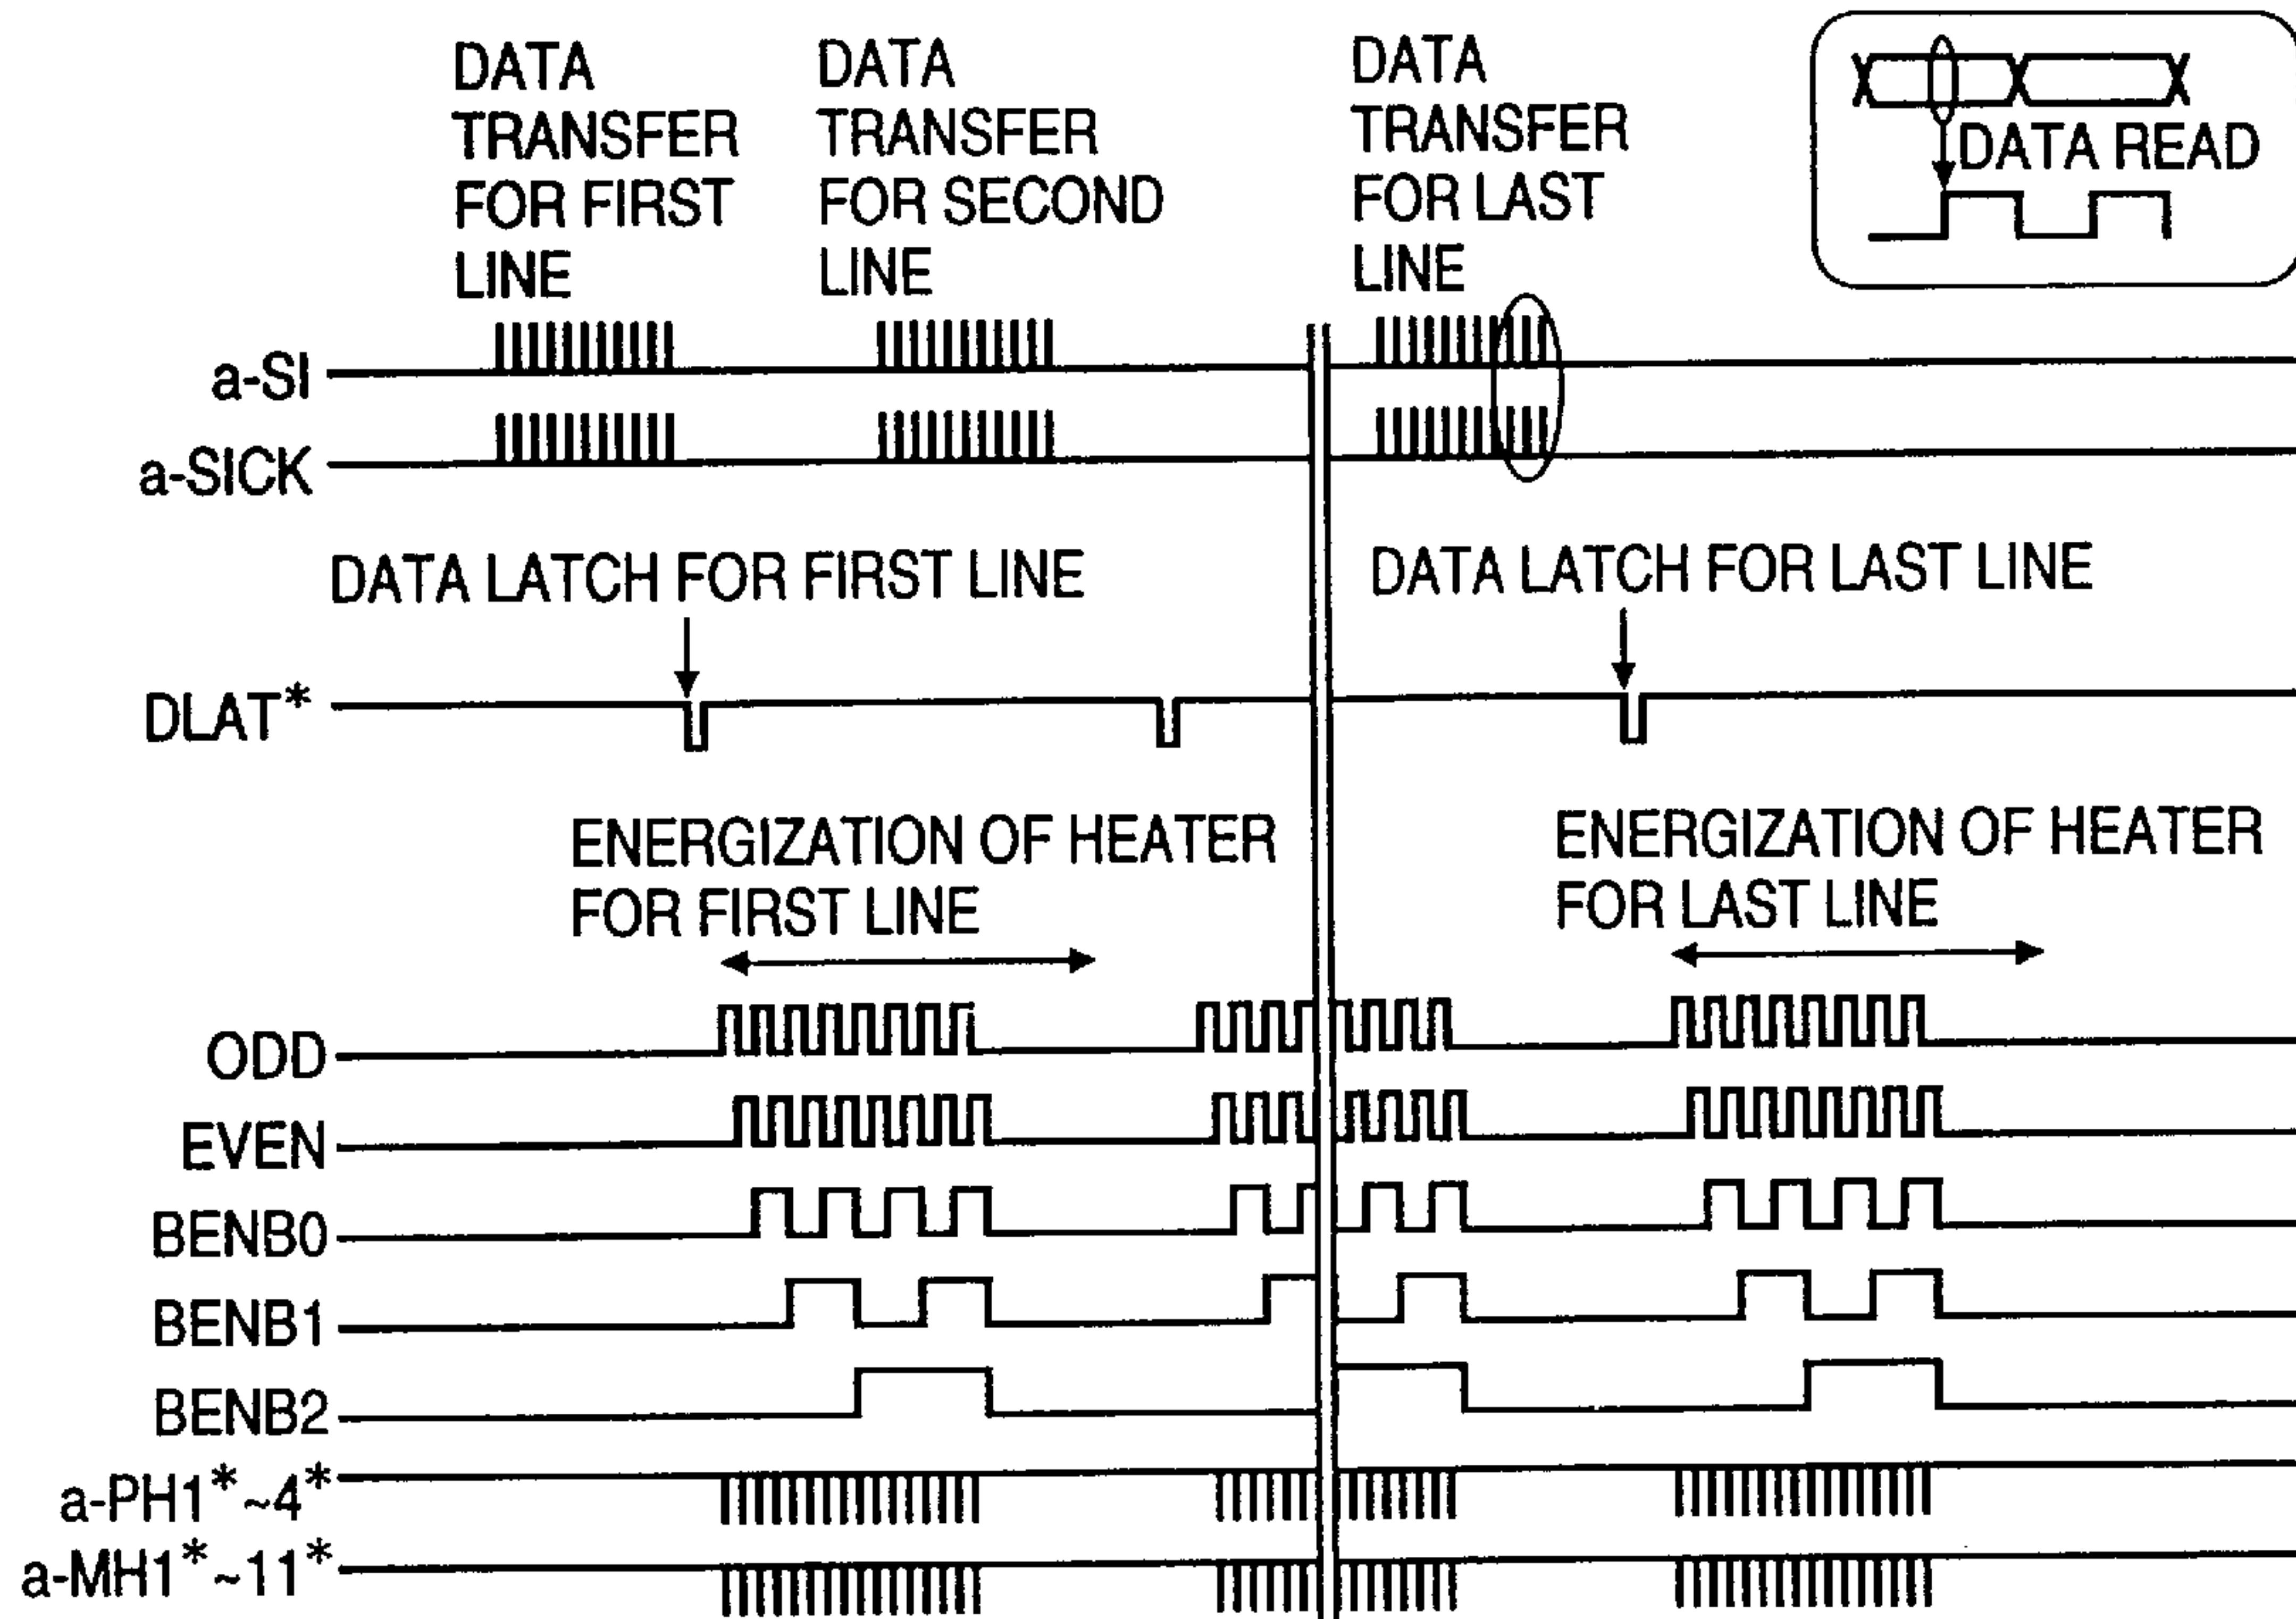 DATA
TRANSFER
FOR FIRST
LINE
DATA
TRANSFER
FOR SECOND
LINE
DATA
TRANSFER
FOR LAST
LINE
DATA READ
a-SI
a-SICK
DATA LATCH FOR FIRST LINE
DATA LATCH FOR LAST LINE
DLAT*
ENERGIZATION OF HEATER
FOR FIRST LINE
ENERGIZATION OF HEATER
FOR LAST LINE
ODD
EVEN
BENB0
BENB1
BENB2
a-PH1*~4*
a-MH1*~11*